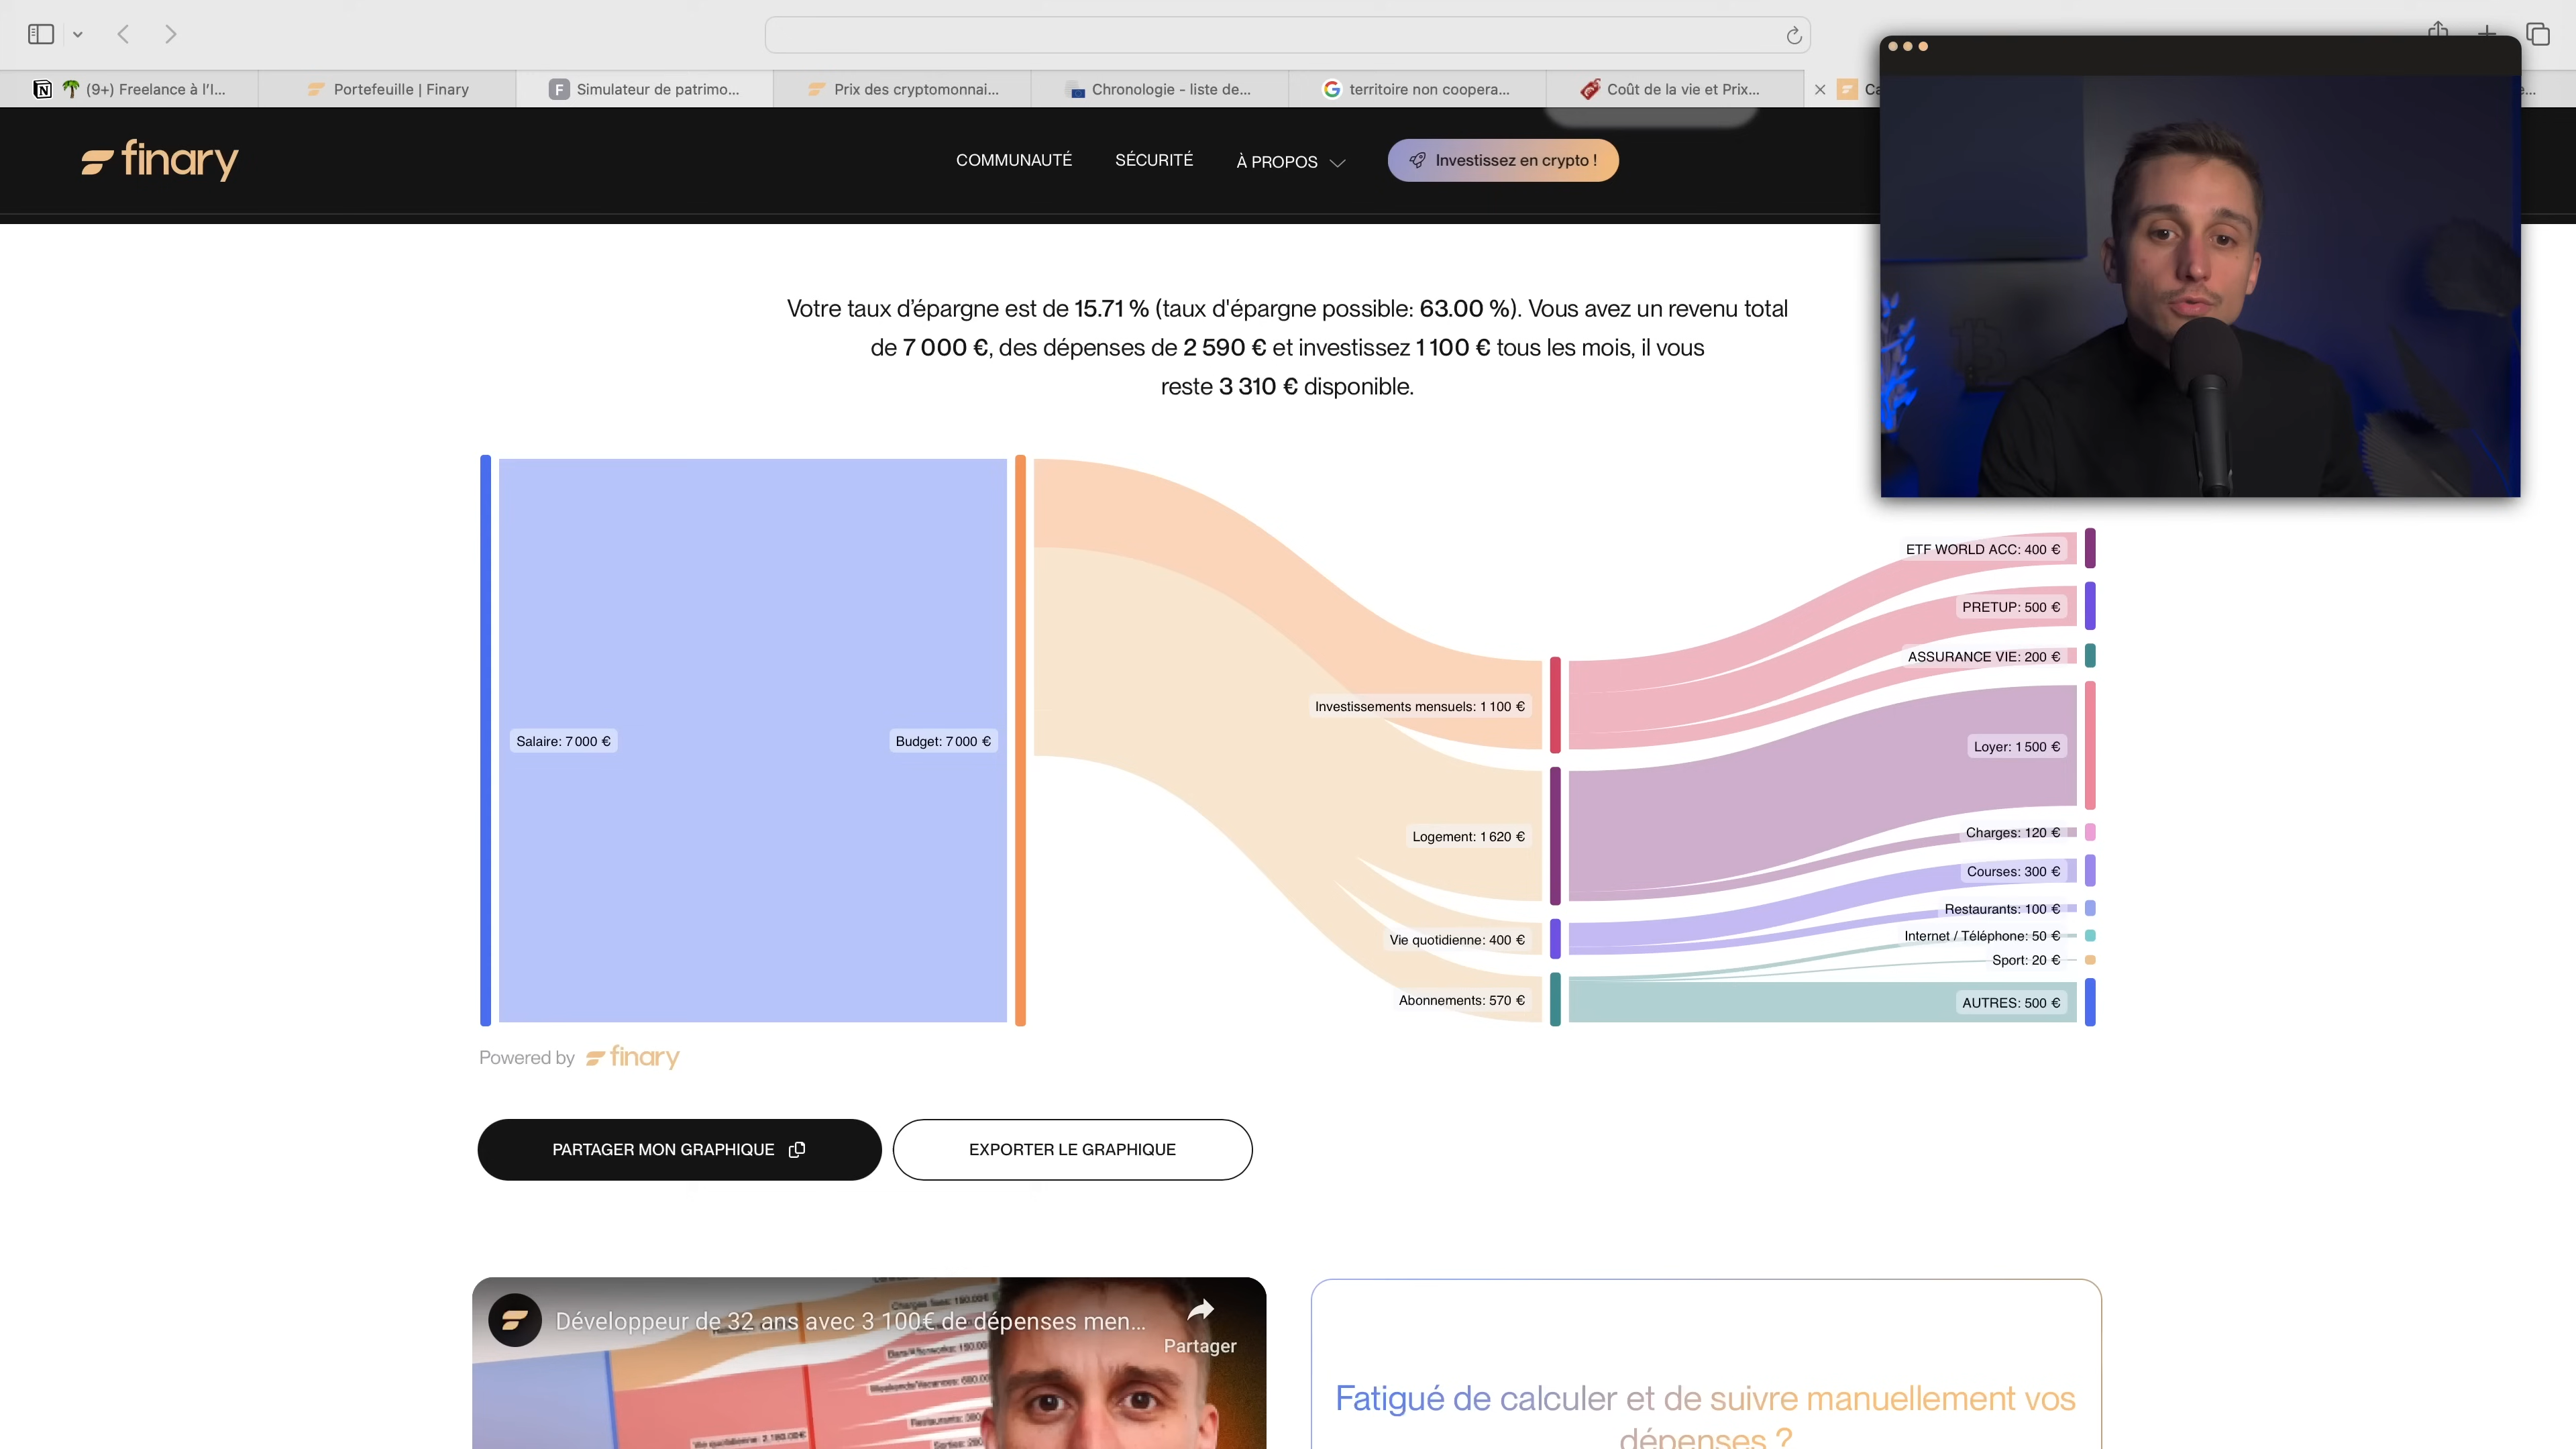 (9+) Freelance à l'I...
Portefeuille | Finary
Simulateur de patrimo...
Prix des cryptomonnai...
Chronologie - liste de...
territoire non coopera...
Coût de la vie et Prix...
finary
COMMUNAUTÉ
SÉCURITÉ
À PROPOS
Investissez en crypto !
Votre taux d'épargne est de 15.71 % (taux d'épargne possible: 63.00 %). Vous avez un revenu total
de 7 000 €, des dépenses de 2 590 € et investissez 1 100 € tous les mois, il vous
reste 3 310 € disponible.
ETF WORLD ACC: 400 €
PRETUP: 500 €
ASSURANCE VIE: 200 €
Investissements mensuels: 1 100 €
Salaire: 7 000 €
Budget: 7 000 €
Loyer: 1 500 €
Logement: 1 620 €
Charges: 120 €
Courses: 300 €
Restaurants: 100 €
Internet / Téléphone: 50 €
Vie quotidienne: 400 €
Sport: 20 €
Abonnements: 570 €
AUTRES: 500 €
Powered by finary
PARTAGER MON GRAPHIQUE
EXPORTER LE GRAPHIQUE
Développeur de 32 ans avec 3 100€ de dépenses men...
Partager
Fatigué de calculer et de suivre manuellement vos
dépenses ?